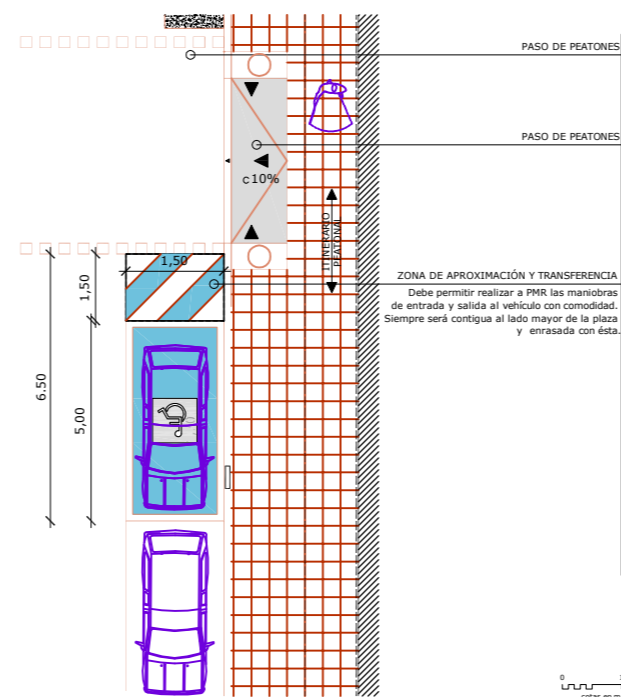 PASO DE PEATONES
PASO DE PEATONES
c10%
ITINERARIO
PEATONAL
1,50
1,50
ZONA DE APROXIMACIÓN Y TRANSFERENCIA
Debe permitir realizar a PMR las maniobras
de entrada y salida al vehículo con comodidad.
Siempre será contigua al lado mayor de la plaza
y enrasada con ésta.
6.50
5,00
0
cotas en m